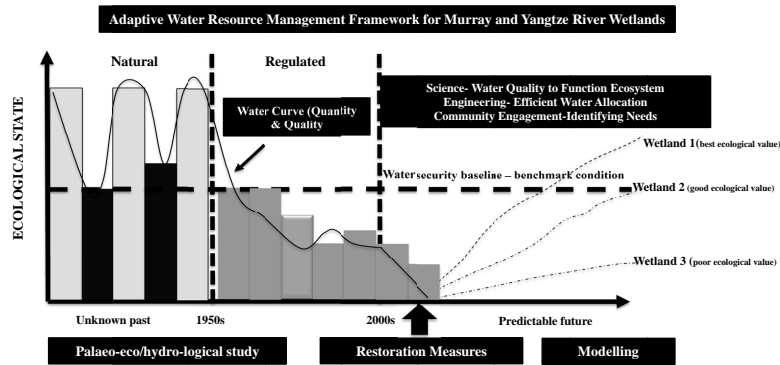 Adaptive Water Resource Management Framework for Murray and Yangtze River Wetlands
Natural
Regulated
Science- Water Quality to Function Ecosystem
Engineering- Efficient Water Allocation
Community Engagement-Identifying Needs
Water Curve (Quantity
& Quality
ECOLOGICAL STATE
Wetland 1 (best ecological value)
Water security baseline – benchmark condition
Wetland 2 (good ecological value)
Wetland 3 (poor ecological value)
Unknown past
1950s
2000s
Predictable future
Palaeo-eco/hydro-logical study
Restoration Measures
Modelling